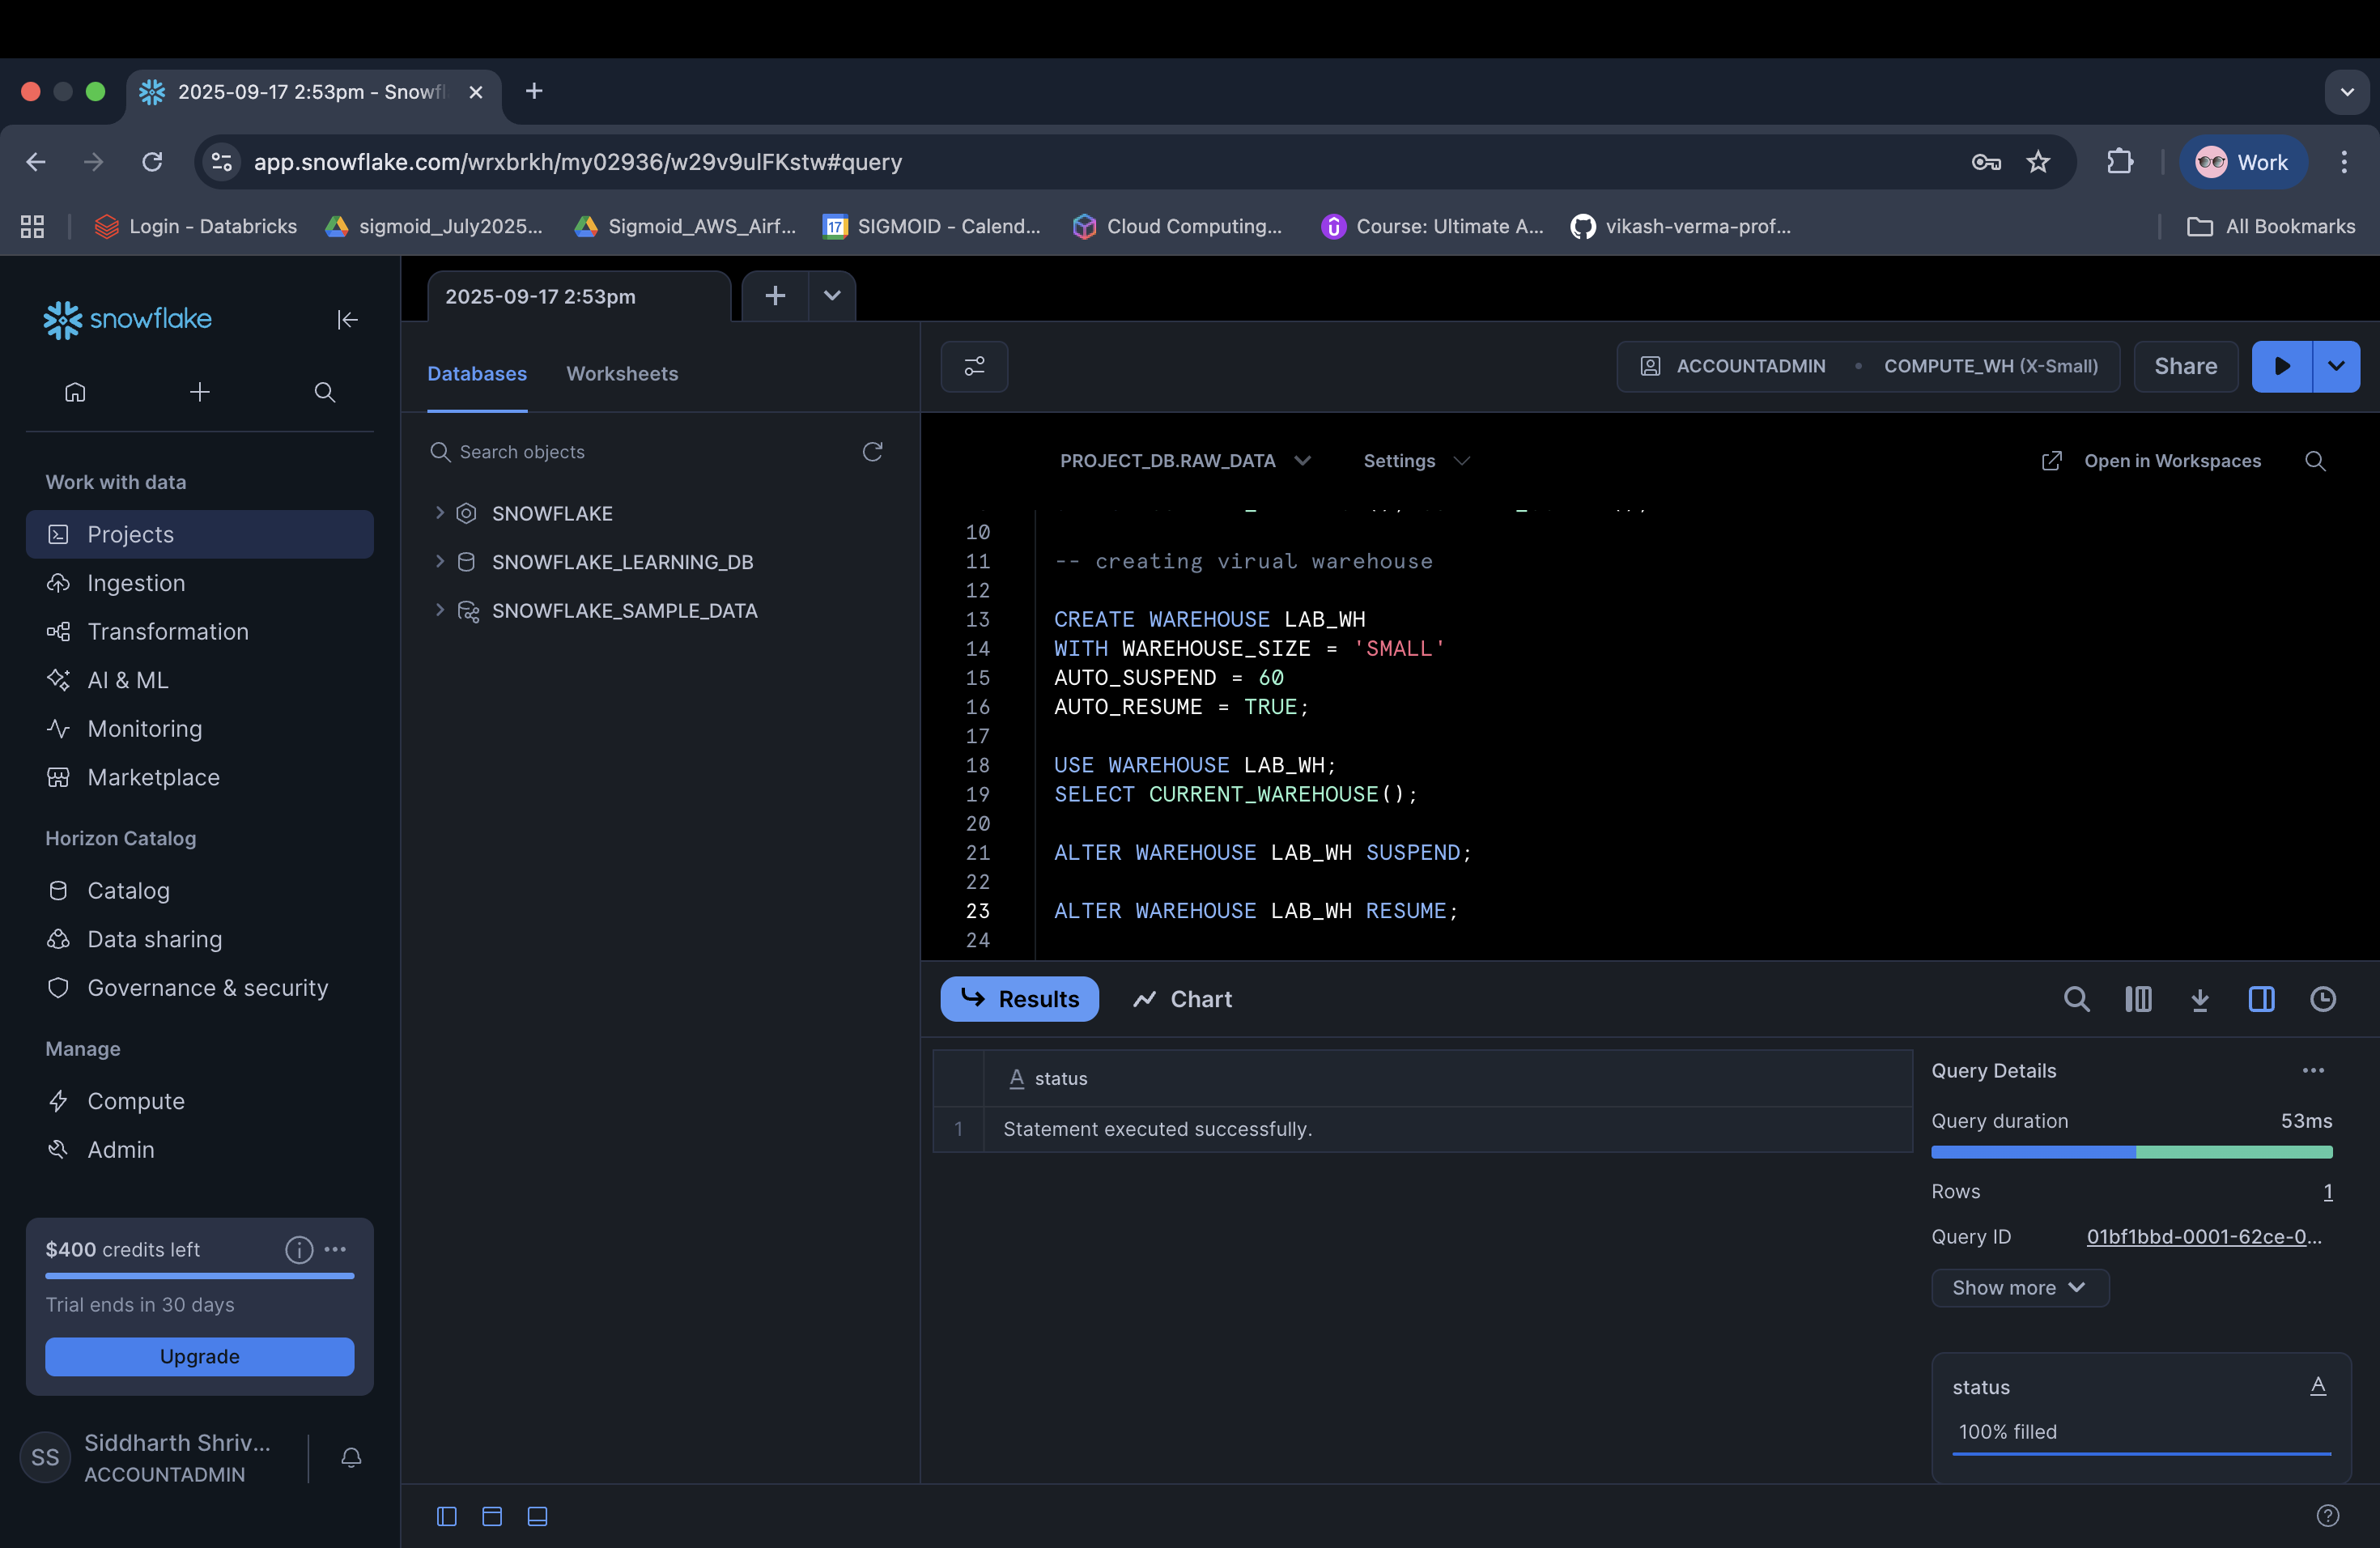 2025-09-17 2:53pm - Snowfl
app.snowflake.com/wrxbrkh/my02936/w29v9ulFKstw#query
Work
Login - Databricks
sigmoid_July2025...
Sigmoid_AWS_Airf...
17
SIGMOID - Calend...
Cloud Computing...
Course: Ultimate A...
vikash-verma-prof...
All Bookmarks
snowflake
Work with data
Projects
Ingestion
Transformation
AI & ML
Monitoring
Marketplace
Horizon Catalog
Catalog
Data sharing
Governance & security
Manage
Compute
Admin
$400 credits left
Trial ends in 30 days
Upgrade
SS
Siddharth Shriv...
ACCOUNTADMIN
2025-09-17 2:53pm
Databases
Worksheets
Search objects
SNOWFLAKE
SNOWFLAKE_LEARNING_DB
SNOWFLAKE_SAMPLE_DATA
ACCOUNTADMIN • COMPUTE_WH (X-Small)
Share
PROJECT_DB.RAW_DATA
Settings
Open in Workspaces
10
11 -- creating virual warehouse
12
13 CREATE WAREHOUSE LAB_WH
14 WITH WAREHOUSE_SIZE = 'SMALL'
15 AUTO_SUSPEND = 60
16 AUTO_RESUME = TRUE;
17
18 USE WAREHOUSE LAB_WH;
19 SELECT CURRENT_WAREHOUSE();
20
21 ALTER WAREHOUSE LAB_WH SUSPEND;
22
23 ALTER WAREHOUSE LAB_WH RESUME;
24
Results
Chart
A status
1 Statement executed successfully.
Query Details
Query duration 53ms
Rows 1
Query ID 01bf1bbd-0001-62ce-0...
Show more
status A
100% filled